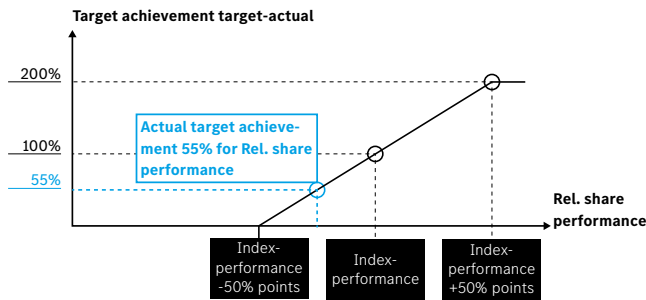 Target achievement target-actual
200%
Actual target achieve-
ment 55% for Rel. share
performance
100%
55%
Rel. share
performance
Index-
performance
-50% points
Index-
performance
Index-
performance
+50% points